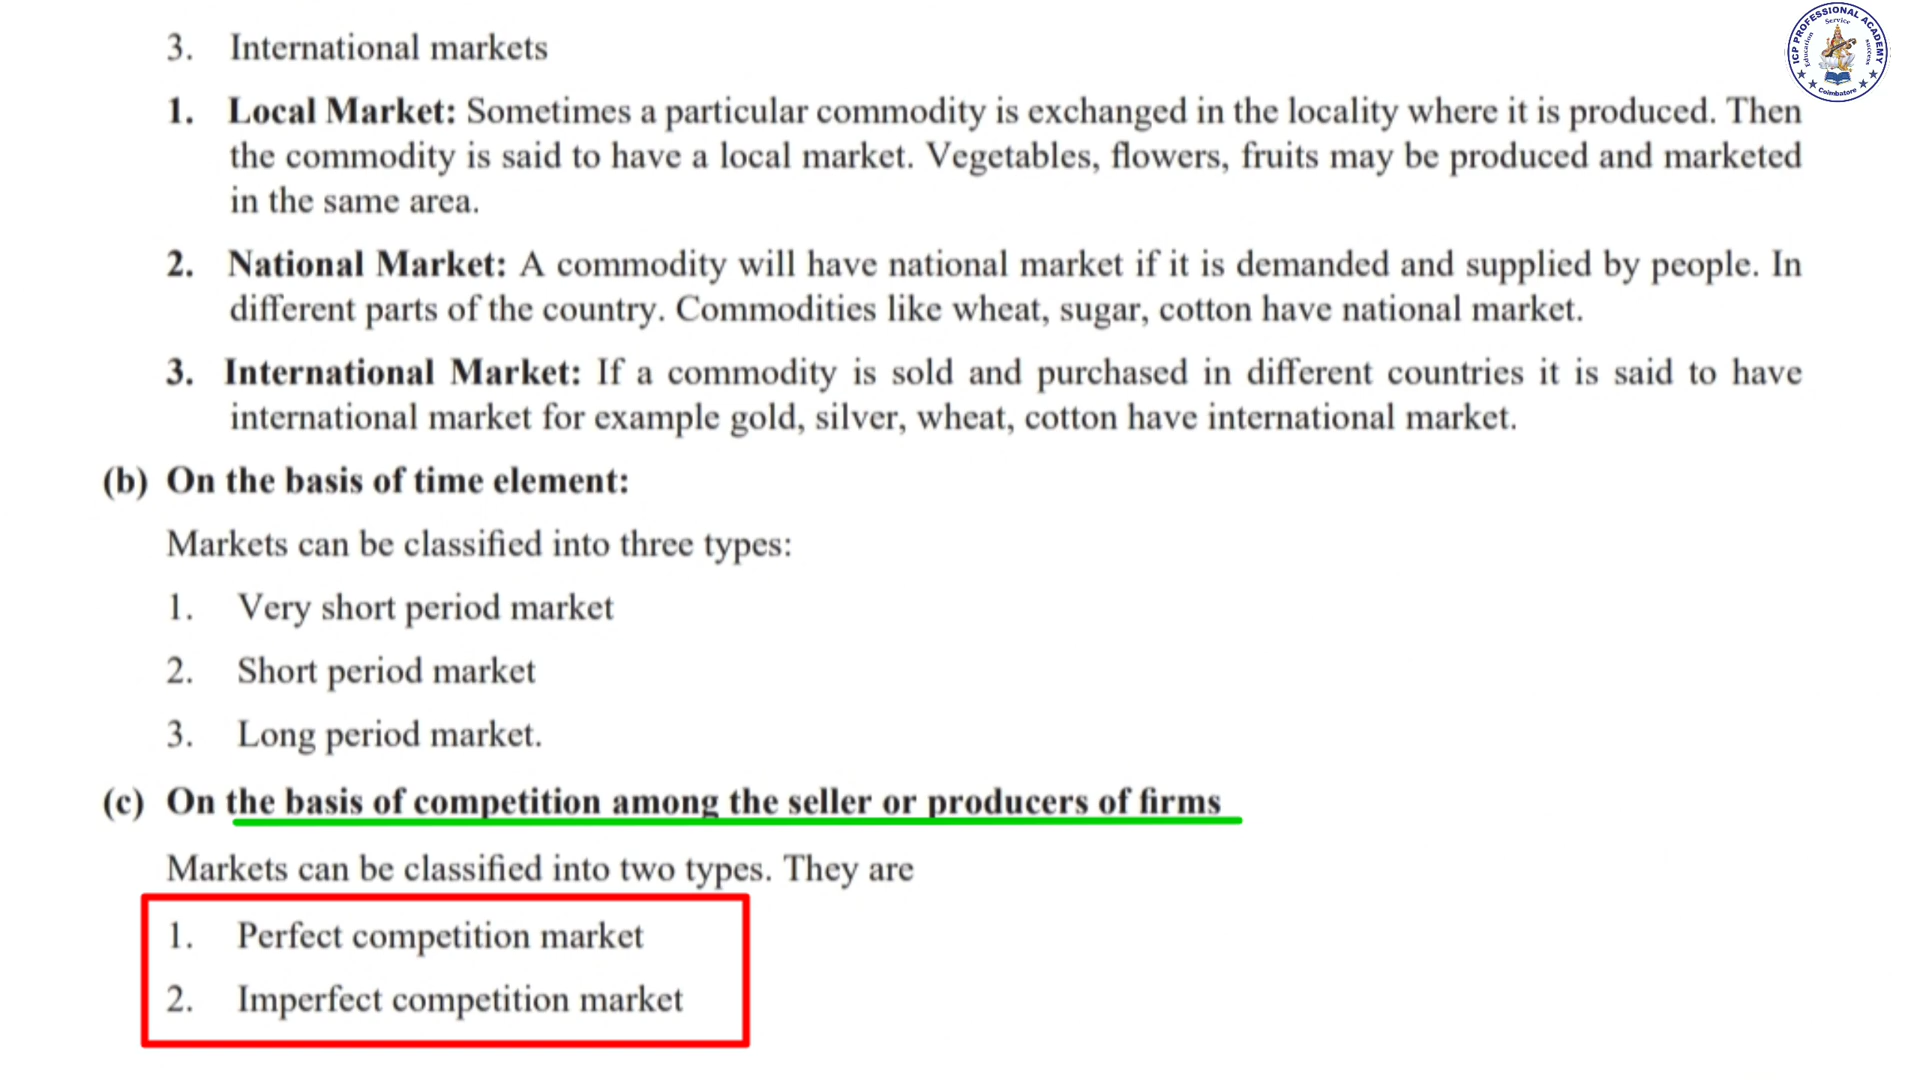 3. International markets
1. Local Market: Sometimes a particular commodity is exchanged in the locality where it is produced. Then
the commodity is said to have a local market. Vegetables, flowers, fruits may be produced and marketed
in the same area.
2. National Market: A commodity will have national market if it is demanded and supplied by people. In
different parts of the country. Commodities like wheat, sugar, cotton have national market.
3. International Market: If a commodity is sold and purchased in different countries it is said to have
international market for example gold, silver, wheat, cotton have international market.
(b) On the basis of time element:
Markets can be classified into three types:
1. Very short period market
2. Short period market
3. Long period market.
(c) On the basis of competition among the seller or producers of firms
Markets can be classified into two types. They are
1. Perfect competition market
2. Imperfect competition market
ICP PROFESSIONAL ACADEMY
Service
Education
success
Coimbatore